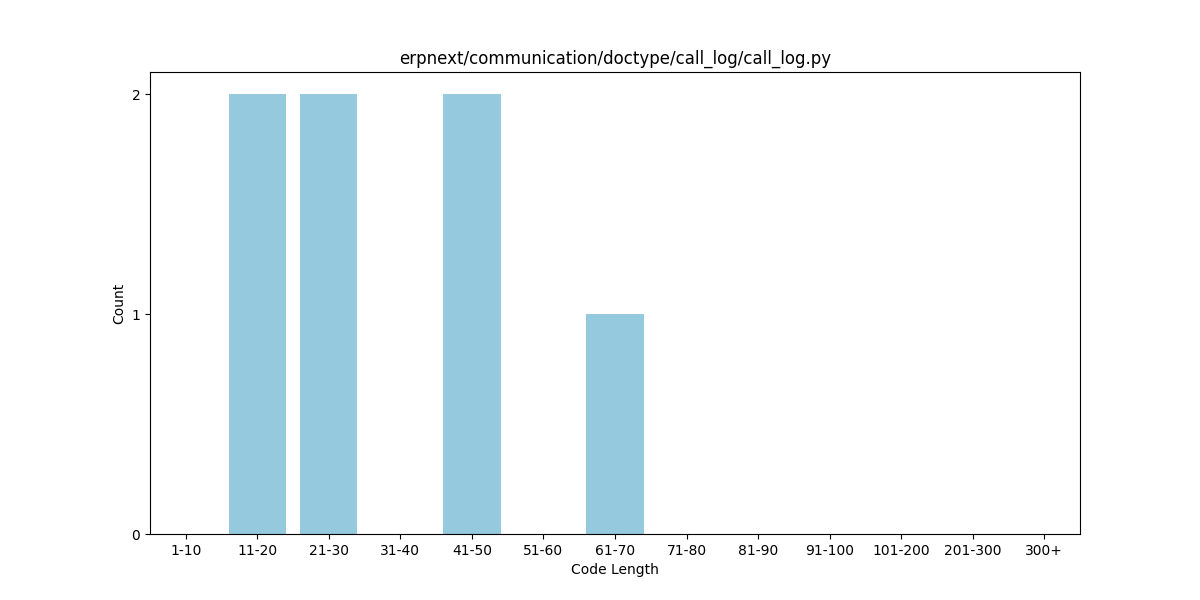 erpnext/communication/doctype/call_log/call_log.py
2
1
0
Count
1-10 11-20 21-30 31-40 41-50 51-60 61-70 71-80 81-90 91-100 101-200 201-300 300+
Code Length